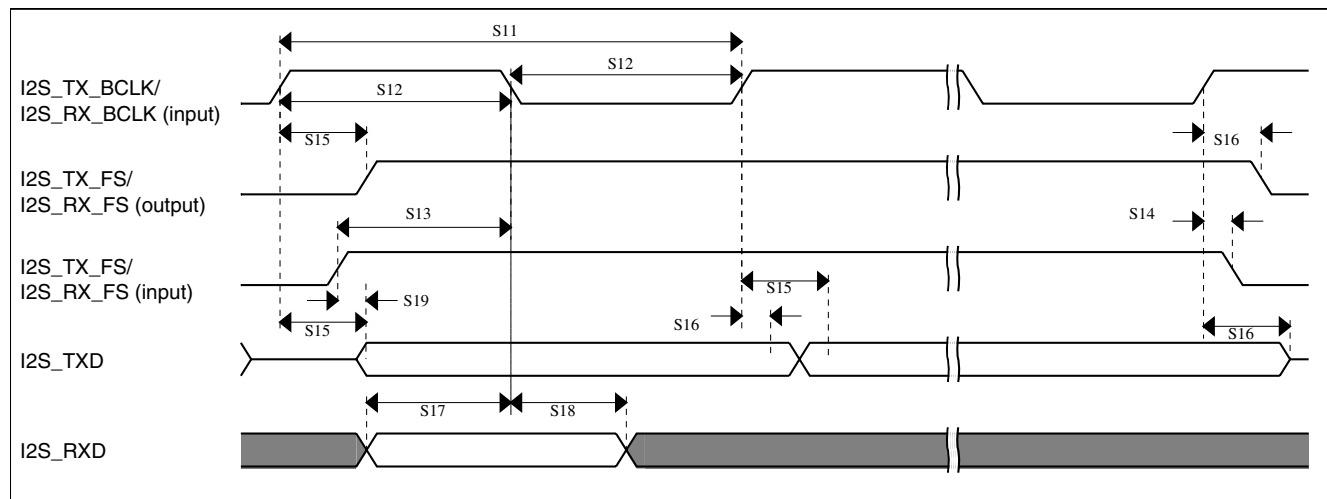 S11
I2S_TX_BCLK/
I2S_RX_BCLK (input)
S12
S12
S15
S16
I2S_TX_FS/
I2S_RX_FS (output)
S13
S14
I2S_TX_FS/
I2S_RX_FS (input)
S15
S19
S15
S16
S16
I2S_TXD
S17
S18
I2S_RXD